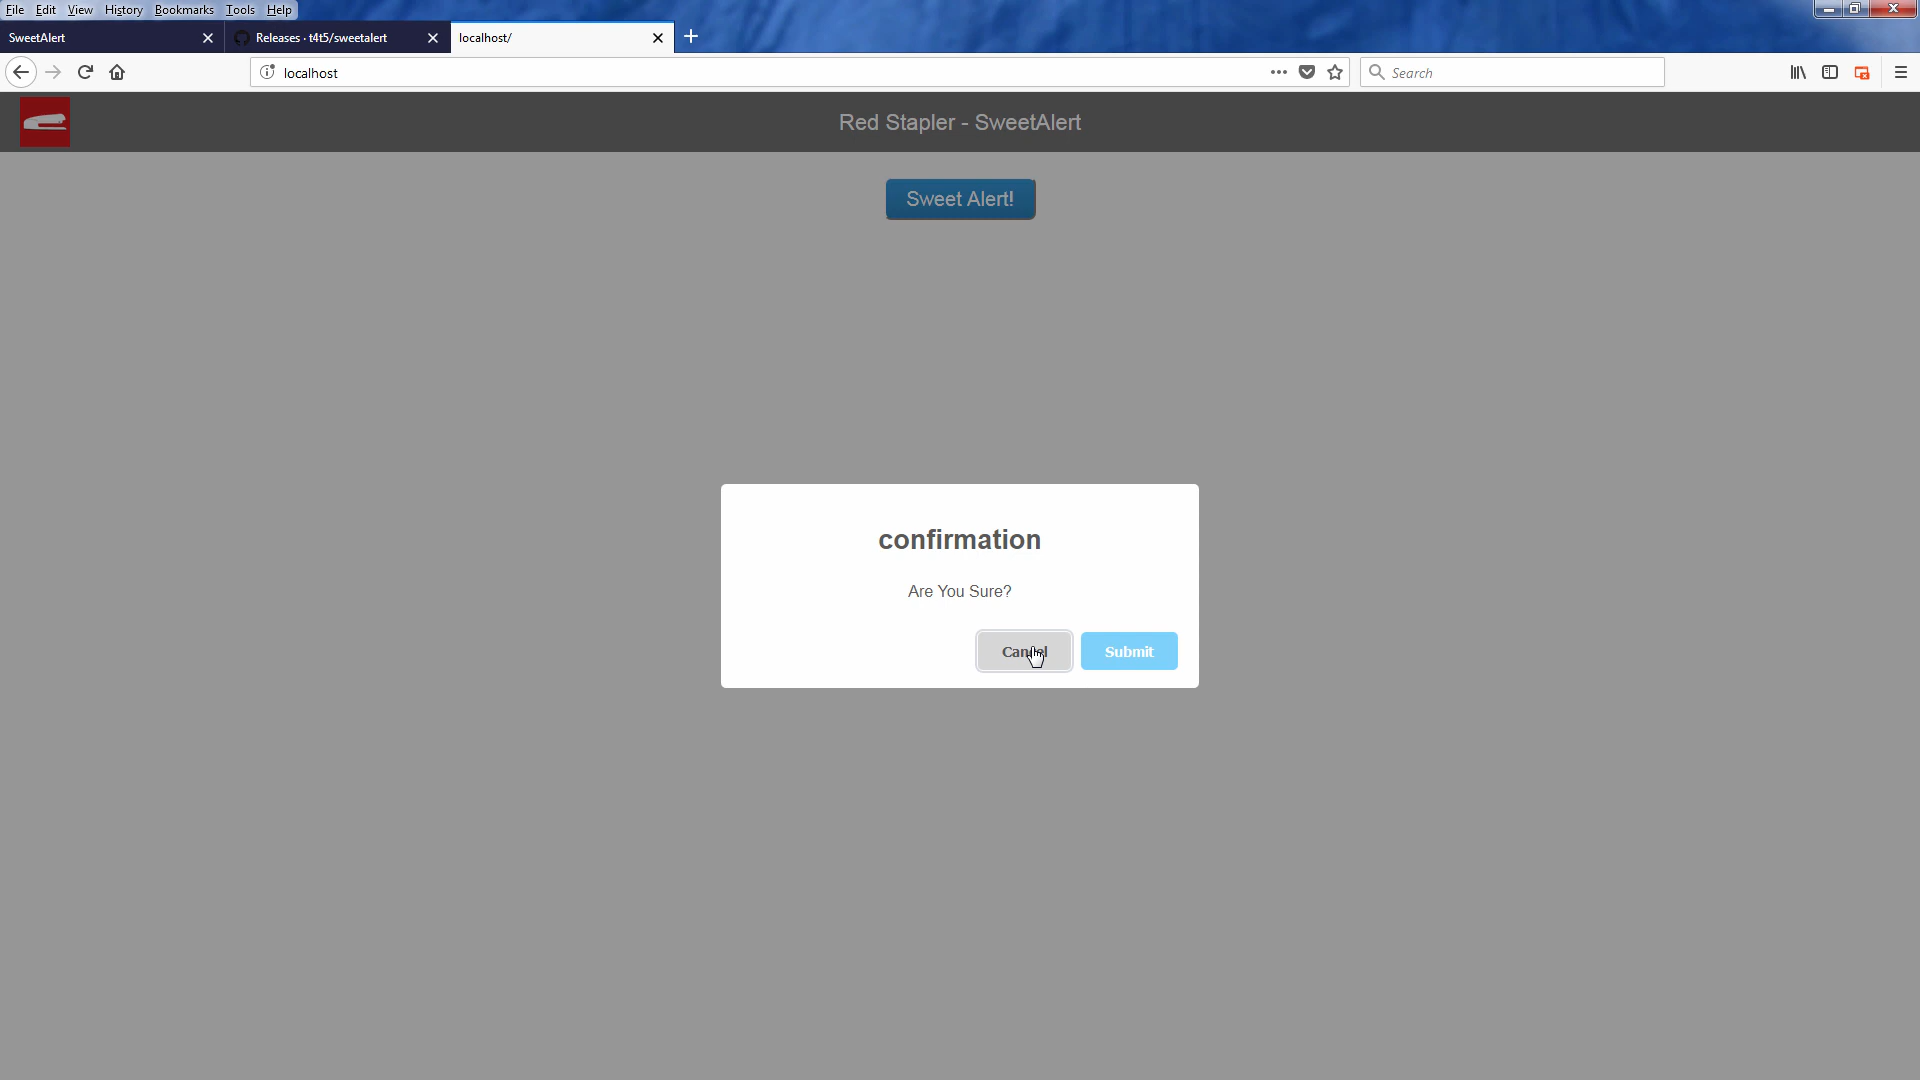 File Edit View History Bookmarks Tools Help
SweetAlert
Releases · t4t5/sweetalert
localhost/
localhost
Search
Red Stapler - SweetAlert
Sweet Alert!
confirmation
Are You Sure?
Cancel Submit